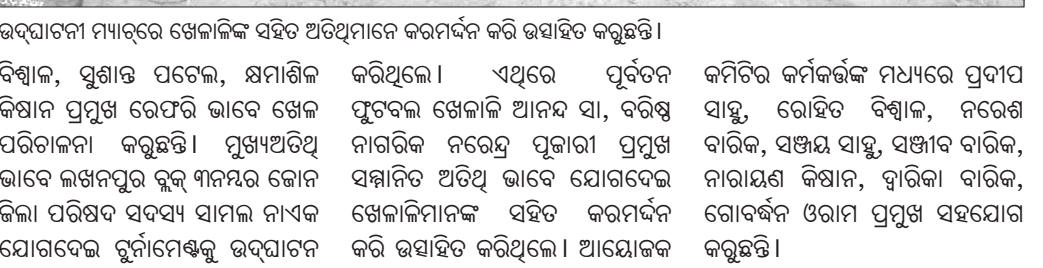 ଉଦ୍‌ଘାଟନୀ ମ୍ୟାଚ୍‌ରେ ଖେଳାଳିଙ୍କ ସହିତ ଅତିଥିମାନେ କରମର୍ଦ୍ଦନ କରି ଉତ୍ସାହିତ କରୁଛନ୍ତି।
ବିଶ୍ୱାଳ, ସୁଶାନ୍ତ ପଟେଲ, କ୍ଷମାଶିଳ
କିଷାନ ପ୍ରମୁଖ ରେଫରି ଭାବେ ଖେଳ
ପରିଚାଳନା କରୁଛନ୍ତି। ମୁଖ୍ୟଅତିଥି
ଭାବେ ଲଖନପୁର ବ୍ଲକ୍ ୩ନମ୍ବର ଜୋନ
ଜିଲା ପରିଷଦ ସଦସ୍ୟ ସାମଲ ନାଏକ
ଯୋଗଦେଇ ଟୁର୍ନାମେଣ୍ଟକୁ ଉଦ୍‌ଘାଟନ
କରିଥିଲେ। ଏଥିରେ ପୂର୍ବତନ
ଫୁଟବଲ ଖେଳାଳି ଆନନ୍ଦ ସା, ବରିଷ୍ଠ
ନାଗରିକ ନରେନ୍ଦ୍ର ପୂଜାରୀ ପ୍ରମୁଖ
ସମ୍ମାନିତ ଅତିଥି ଭାବେ ଯୋଗଦେଇ
ଖେଳାଳିମାନଙ୍କ ସହିତ କରମର୍ଦ୍ଦନ
କରି ଉତ୍ସାହିତ କରିଥିଲେ। ଆୟୋଜକ
କମିଟିର କର୍ମକର୍ତ୍ତାଙ୍କ ମଧ୍ୟରେ ପ୍ରଦୀପ
ସାହୁ, ରୋହିତ ବିଶ୍ୱାଳ, ନରେଶ
ବାରିକ, ସଞ୍ଜୟ ସାହୁ, ସଞ୍ଜୀବ ବାରିକ,
ନାରାୟଣ କିଷାନ, ଦ୍ୱାରିକା ବାରିକ,
ଗୋବର୍ଦ୍ଧନ ଓରାମ ପ୍ରମୁଖ ସହଯୋଗ
କରୁଛନ୍ତି।